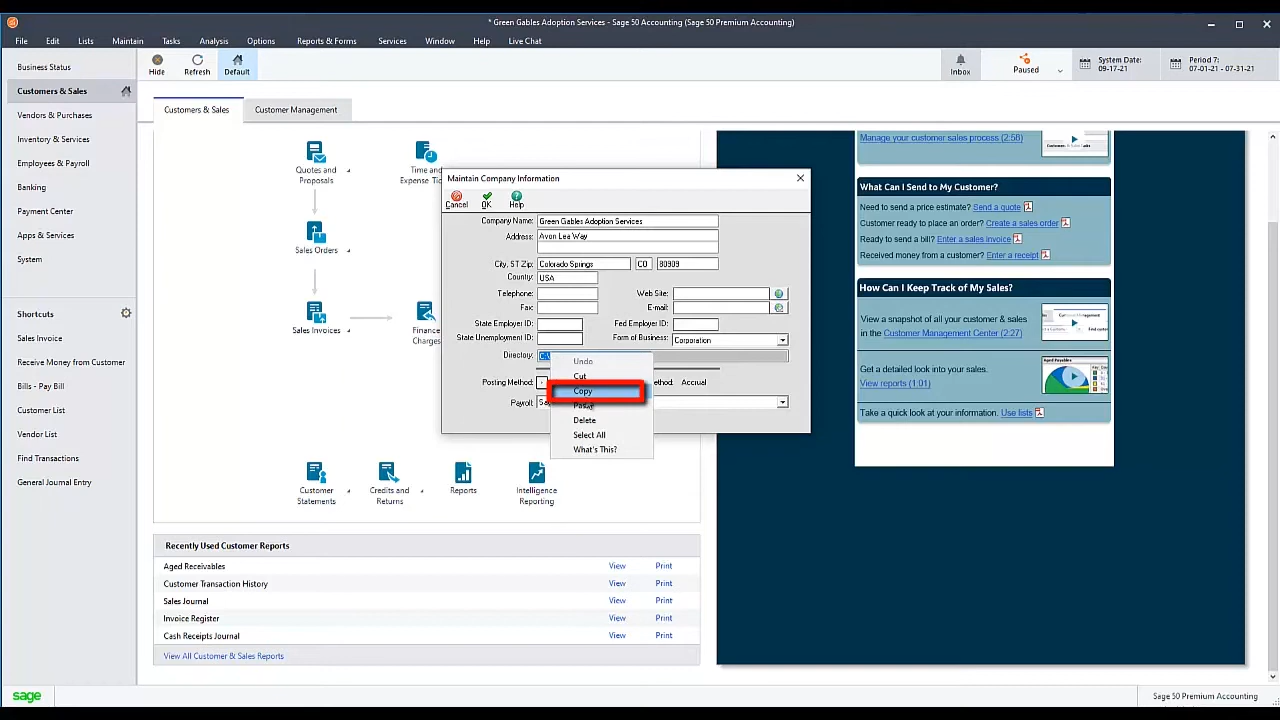 * Green Gables Adoption Services - Sage 50 Accounting (Sage 50 Premium Accounting)
File Edit Lists Maintain Tasks Analysis Options Reports & Forms Services Window Help Live Chat
Business Status
Customers & Sales
Vendors & Purchases
Inventory & Services
Employees & Payroll
Banking
Payment Center
Apps & Services
System
Shortcuts
Sales Invoice
Receive Money from Customer
Bills - Pay Bill
Customer List
Vendor List
Find Transactions
General Journal Entry
Hide Refresh Default
Inbox
Paused
System Date:
09-17-21
Period 7:
07-01-21 - 07-31-21
Customers & Sales Customer Management
Quotes and
Proposals
Time and
Expense
Sales Orders
Sales Invoices
Finance
Charges
Customer
Statements
Credits and
Returns
Reports
Intelligence
Reporting
Maintain Company Information
Cancel OK Help
Company Name: Green Gables Adoption Services
Address: Avon Lea Way
City, ST Zip: Colorado Springs CO 80909
Country: USA
Telephone: Web Site:
Fax: E-mail:
State Employer ID: Fed Employer ID:
State Unemployment ID: Form of Business: Corporation
Directory:
Posting Method: Accrual
Payroll:
Undo
Cut
Copy
Paste
Delete
Select All
What's This?
Recently Used Customer Reports
Aged Receivables View Print
Customer Transaction History View Print
Sales Journal View Print
Invoice Register View Print
Cash Receipts Journal View Print
View All Customer & Sales Reports
Manage your customer sales process (2:58)
What Can I Send to My Customer?
Need to send a price estimate? Send a quote
Customer ready to place an order? Create a sales order
Ready to send a bill? Enter a sales invoice
Received money from a customer? Enter a receipt
How Can I Keep Track of My Sales?
View a snapshot of all your customer & sales
in the Customer Management Center (2:27)
Customer Management
Get a detailed look into your sales.
View reports (1:01)
Aged Payables
Take a quick look at your information. Use lists
sage
Sage 50 Premium Accounting